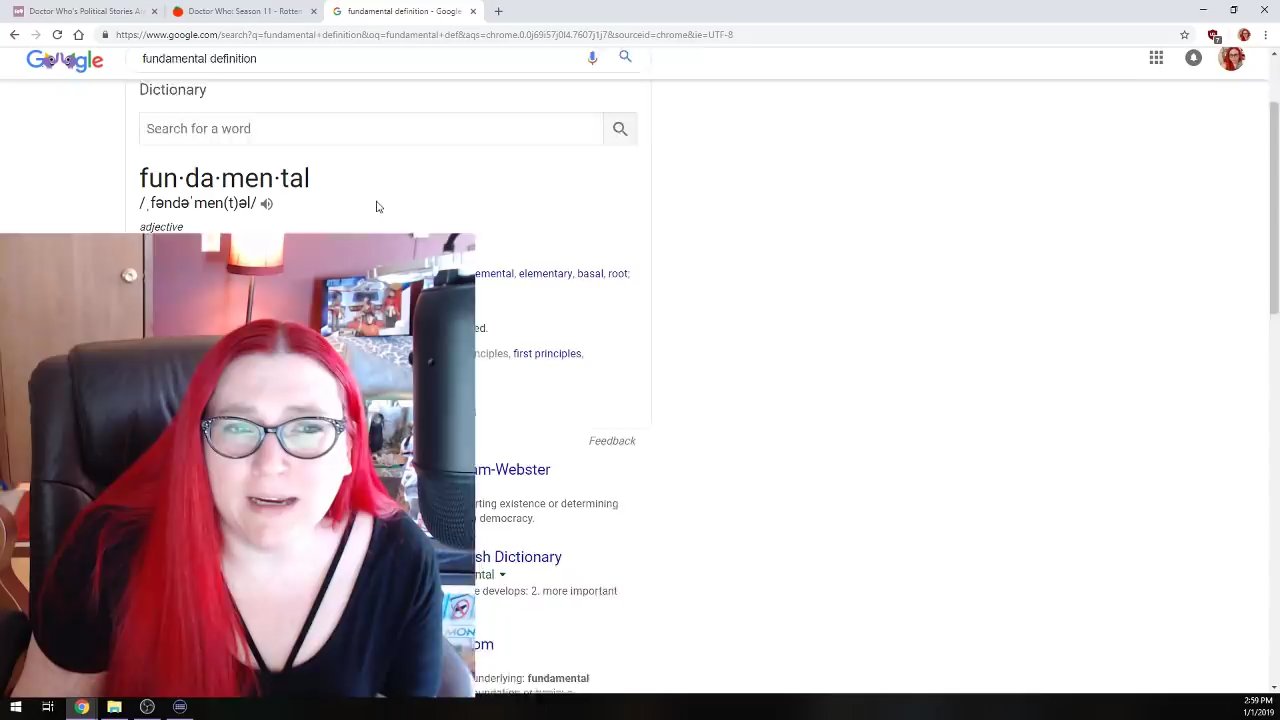 Doctor Who's Political Stories A
Doctor Who: Season 11 - Rotten
fundamental definition - Google
https://www.google.com/search?q=fundamental+definition&oq=fundamental+def&aqs=chrome.0.0j69i57j0l4.7607j1j7&sourceid=chrome&ie=UTF-8
Google
fundamental definition
Dictionary
Search for a word
fun·da·men·tal
/ˌfəndəˈmen(t)əl/
adjective
emental, elementary, basal, root;
ed.
nciples, first principles,
Feedback
m-Webster
rting existence or determining
democracy.
sh Dictionary
ntal
e develops: 2. more important
om
underlying: fundamental
MON
2:59 PM
1/1/2019